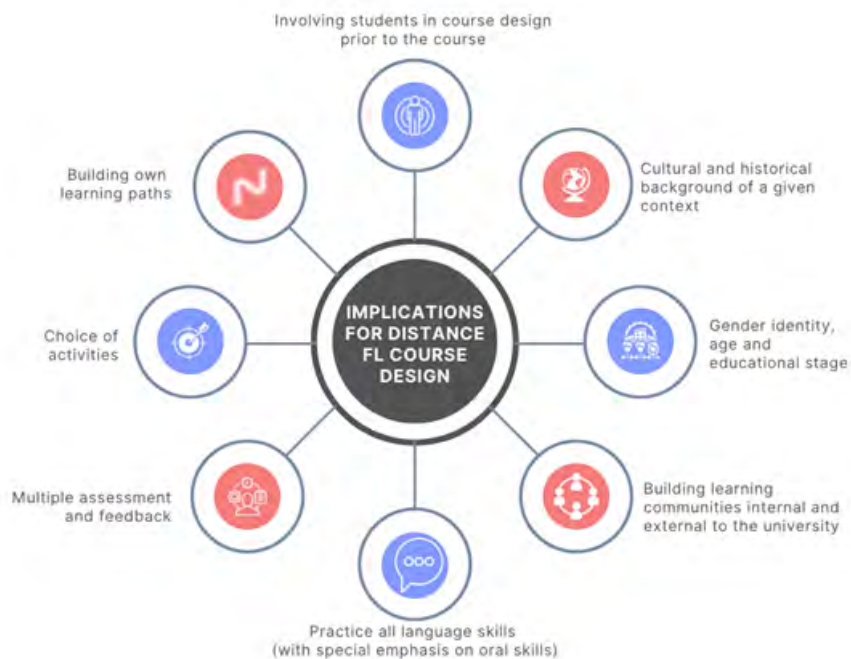 Involving students in course design
prior to the course
Cultural and historical
background of a given
context
Gender identity,
age and
educational stage
Building learning
communities internal and
external to the university
Practice all language skills
(with special emphasis on oral skills)
Multiple assessment
and feedback
Choice of
activities
Building own
learning paths
IMPLICATIONS
FOR DISTANCE
FL COURSE
DESIGN